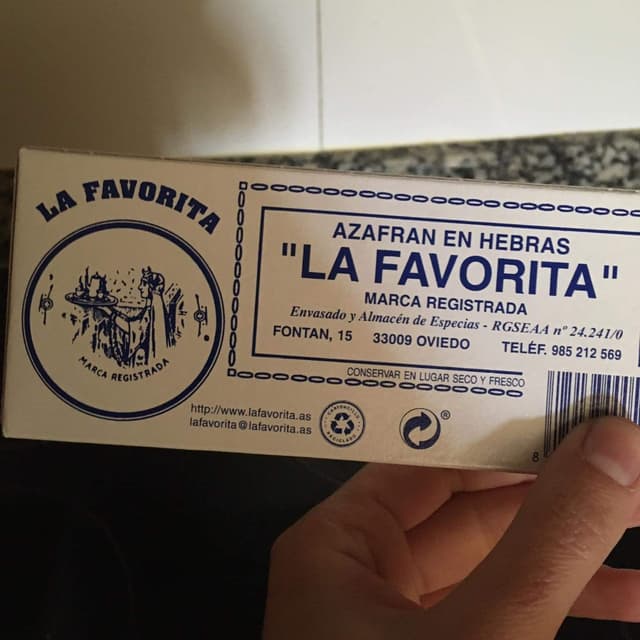 LA FAVORITA
MARCA REGISTRADA
AZAFRAN EN HEBRAS
"LA FAVORITA"
MARCA REGISTRADA
Envasado y Almacén de Especias - RGSEAA nº 24.241/0
FONTAN, 15 33009 OVIEDO TELÉF. 985 212 569
CONSERVAR EN LUGAR SECO Y FRESCO
http://www.lafavorita.as
lafavorita@lafavorita.as
CARTONCILLO
RECICLADO
®
8